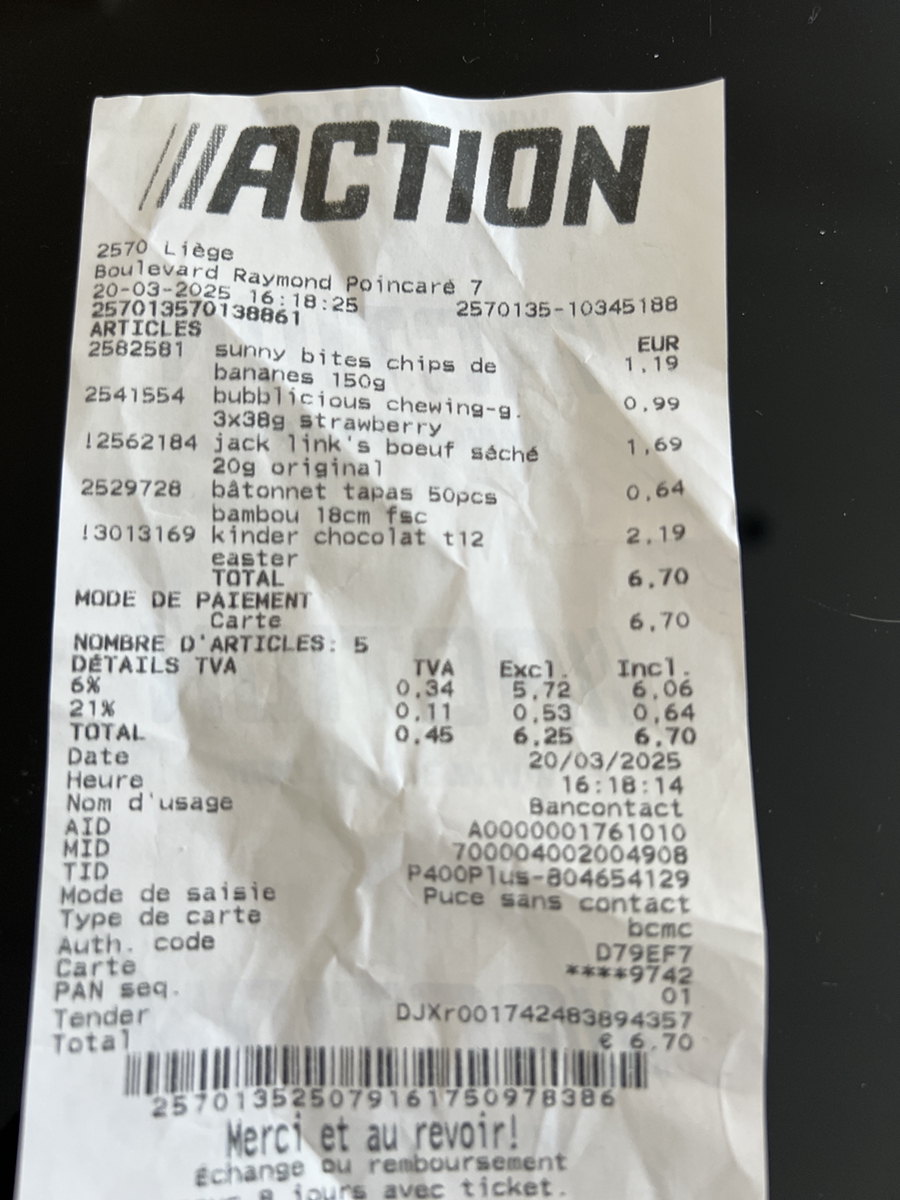 ///ACTION
2570 Liège
Boulevard Raymond Poincaré 7
20-03-2025 16:18:25 2570135-10345188
257013570138861
ARTICLES EUR
2582581 sunny bites chips de 1,19
bananes 150g
2541554 bubblicious chewing-g. 0,99
3x38g strawberry
!2562184 jack link's boeuf séché 1,69
20g original
2529728 bâtonnet tapas 50pcs 0,64
bambou 18cm fsc
!3013169 kinder chocolat t12 2,19
easter
TOTAL 6,70
MODE DE PAIEMENT
Carte 6,70
NOMBRE D'ARTICLES: 5
DÉTAILS TVA TVA Excl. Incl.
6% 0,34 5,72 6,06
21% 0,11 0,53 0,64
TOTAL 0,45 6,25 6,70
Date 20/03/2025
Heure 16:18:14
Nom d'usage Bancontact
AID A0000001761010
MID 700004002004908
TID P400Plus-804654129
Mode de saisie Puce sans contact
Type de carte bcmc
Auth. code D79EF7
Carte ****9742
PAN seq. 01
Tender DJXr001742483894357
Total € 6.70
2570135250791617509783​86
Merci et au revoir!
Échange ou remboursement
8 jours avec ticket.